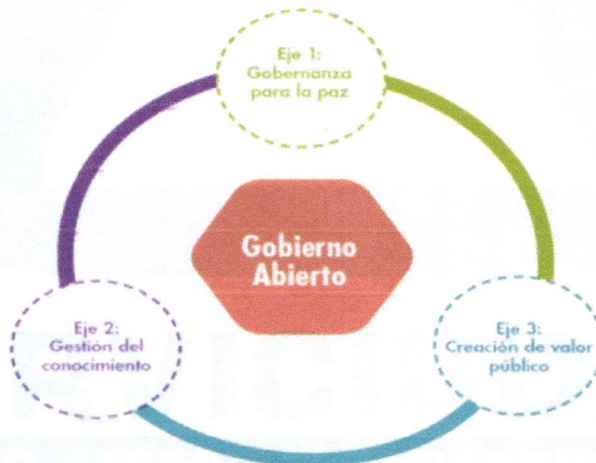 Eje 1:
Gobernanza
para la paz
Gobierno
Abierto
Eje 2:
Gestión del
conocimiento
Eje 3:
Creación de valor
público